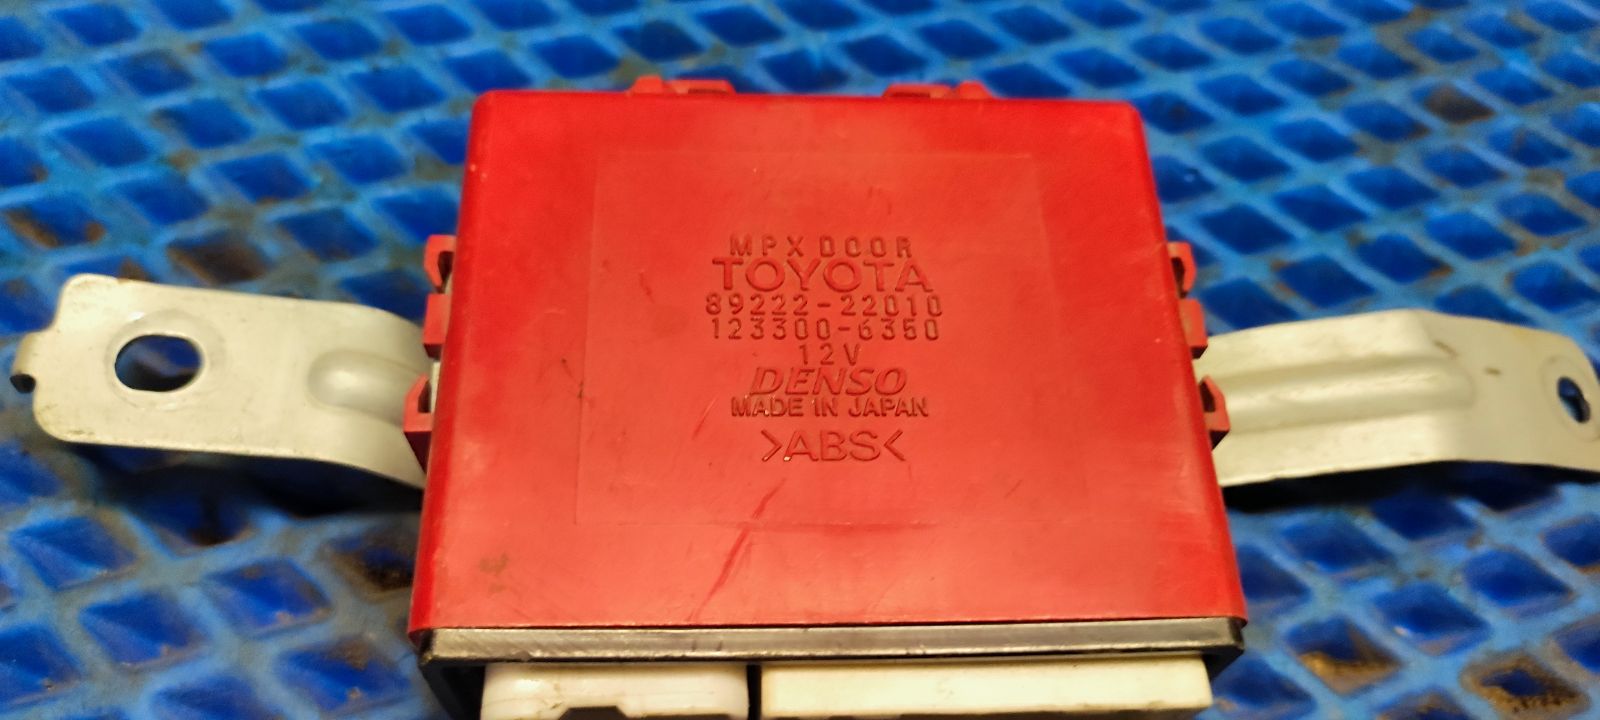 MPX DOOR
TOYOTA
89222-22010
123300-6350
12V
DENSO
MADE IN JAPAN
>ABS<